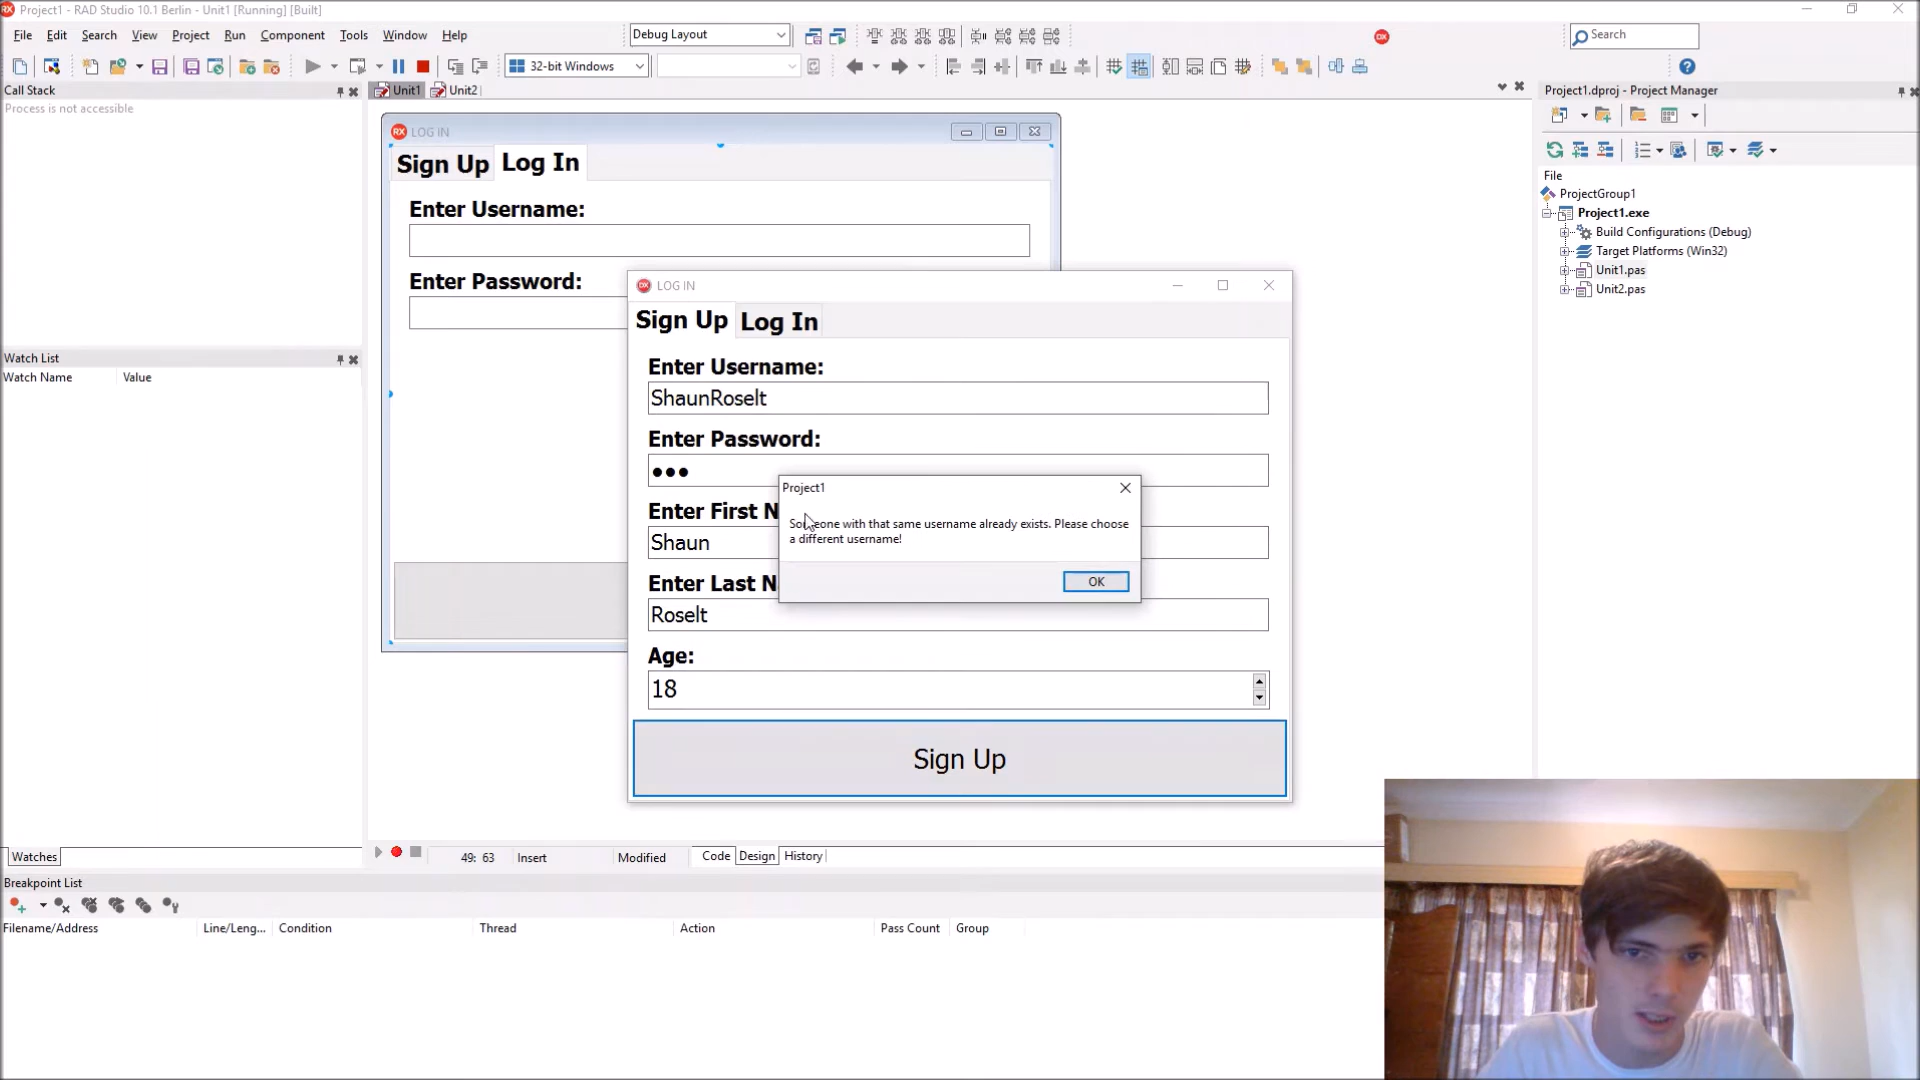 Project1 - RAD Studio 10.1 Berlin - Unit1 [Running] [Built]
File Edit Search View Project Run Component Tools Window Help
Debug Layout
Search
32-bit Windows
Call Stack
Process is not accessible
Unit1
Unit2
Project1.dproj - Project Manager
LOG IN
Sign Up
Log In
Enter Username:
Enter Password:
LOG IN
Sign Up
Log In
Enter Username:
ShaunRoselt
Enter Password:
Enter First N
Shaun
Enter Last N
Roselt
Age:
18
Sign Up
Project1
Someone with that same username already exists. Please choose
a different username!
OK
File
ProjectGroup1
Project1.exe
Build Configurations (Debug)
Target Platforms (Win32)
Unit1.pas
Unit2.pas
Watch List
Watch Name Value
Watches
49: 63 Insert Modified
Code Design History
Breakpoint List
Filename/Address Line/Leng... Condition Thread Action Pass Count Group